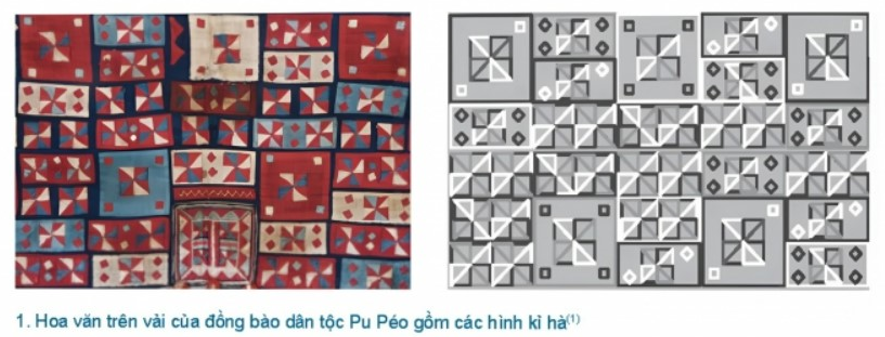 1. Hoa văn trên vải của đồng bào dân tộc Pu Péo gồm các hình kỉ hà⁽¹⁾